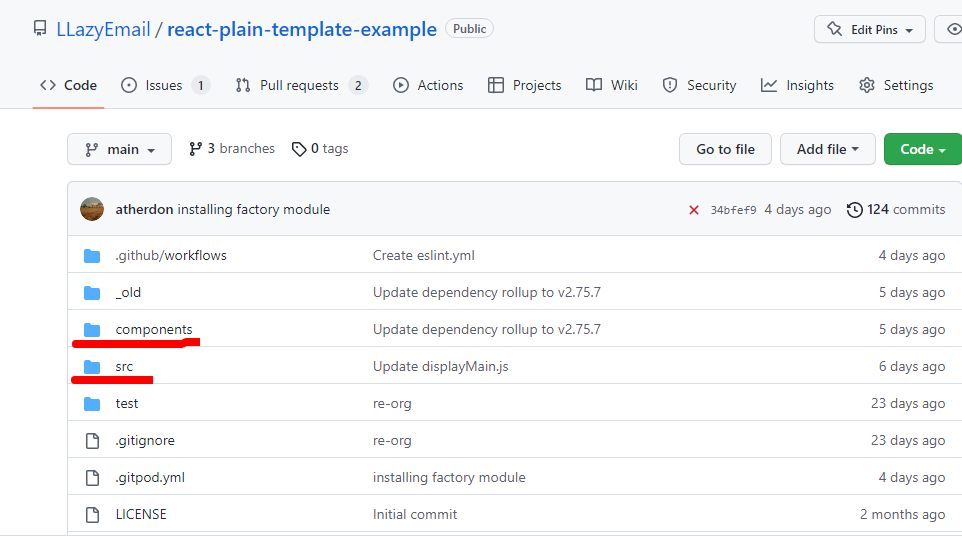 LLazyEmail / react-plain-template-example Public Edit Pins
Code Issues 1 Pull requests 2 Actions Projects Wiki Security Insights Settings
main 3 branches 0 tags Go to file Add file Code
atherdon installing factory module 34bfef9 4 days ago 124 commits
.github/workflows Create eslint.yml 4 days ago
_old Update dependency rollup to v2.75.7 5 days ago
components Update dependency rollup to v2.75.7 5 days ago
src Update displayMain.js 6 days ago
test re-org 23 days ago
.gitignore re-org 23 days ago
.gitpod.yml installing factory module 4 days ago
LICENSE Initial commit 2 months ago